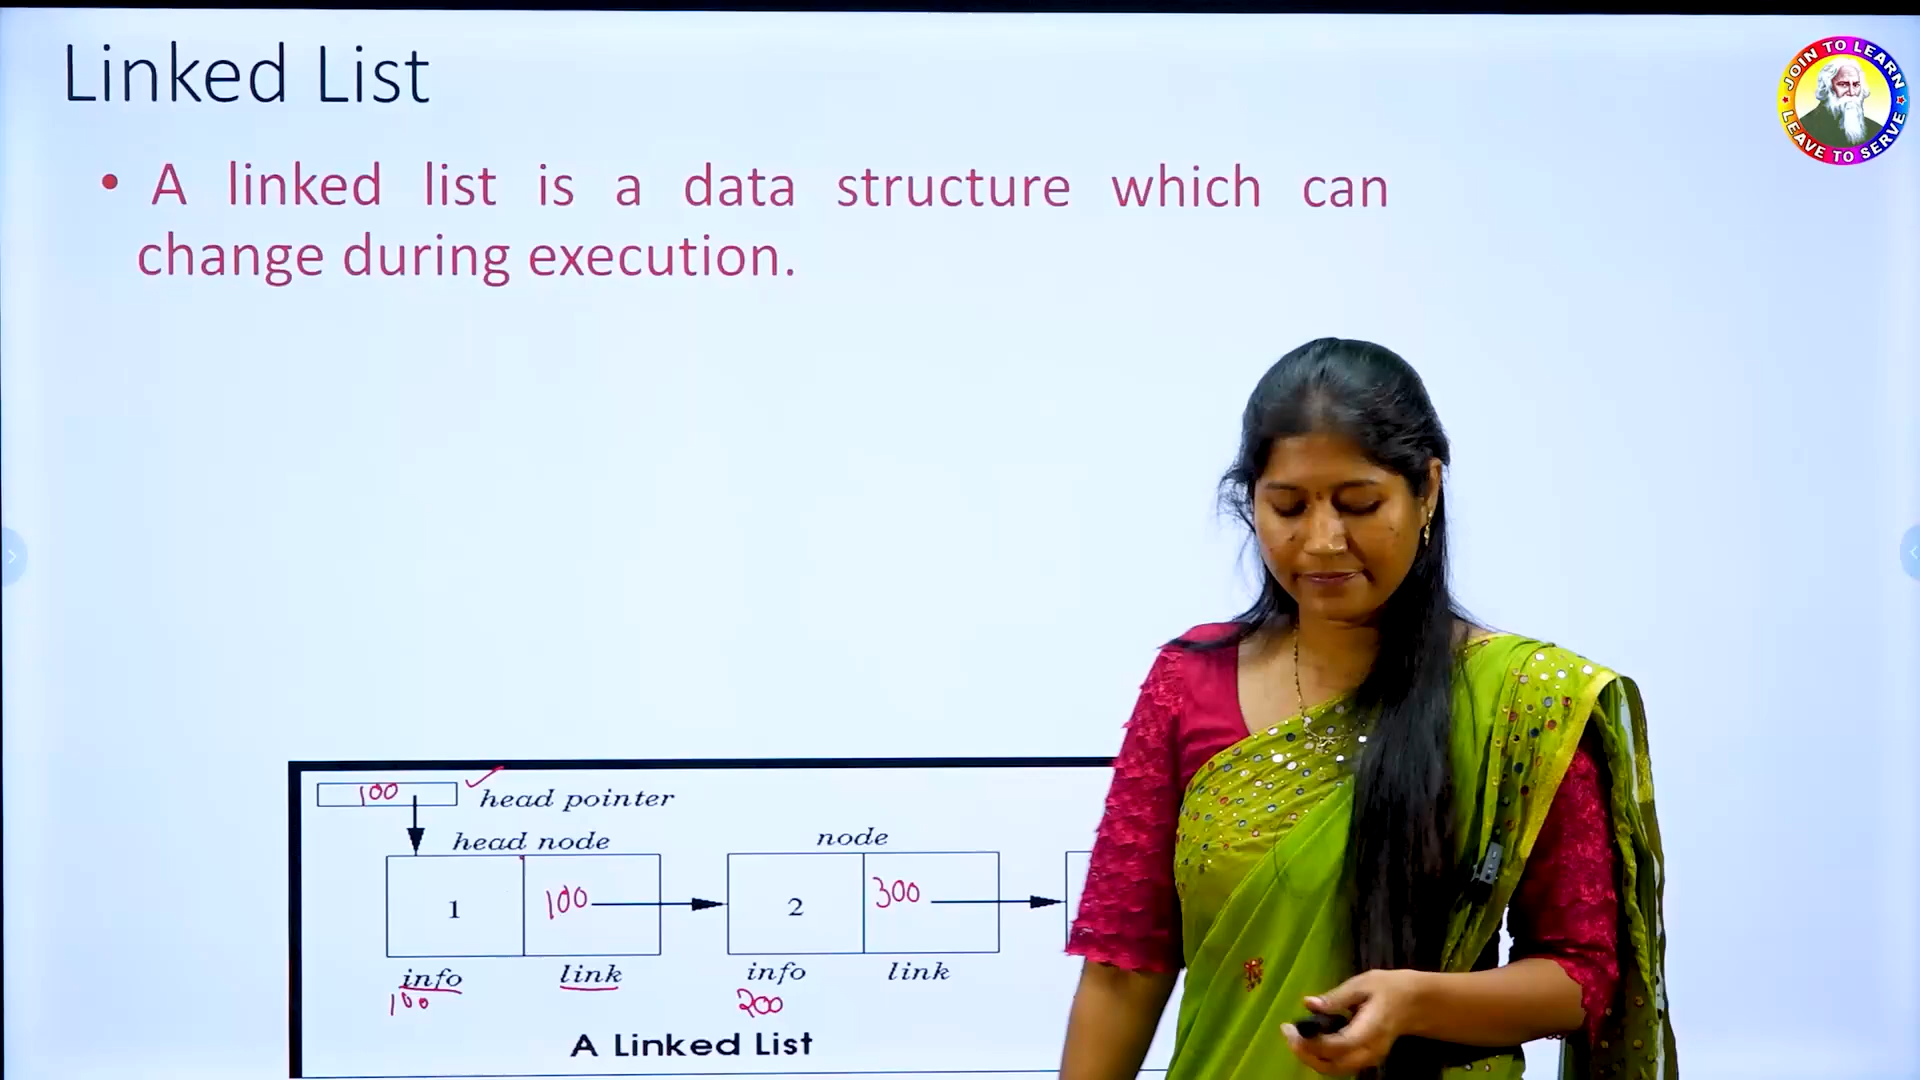 Linked List
JOIN TO LEARN
LEAVE TO SERVE
• A linked list is a data structure which can
change during execution.
100
head pointer
head node
node
1
100
2
300
info
link
info
link
100
200
A Linked List